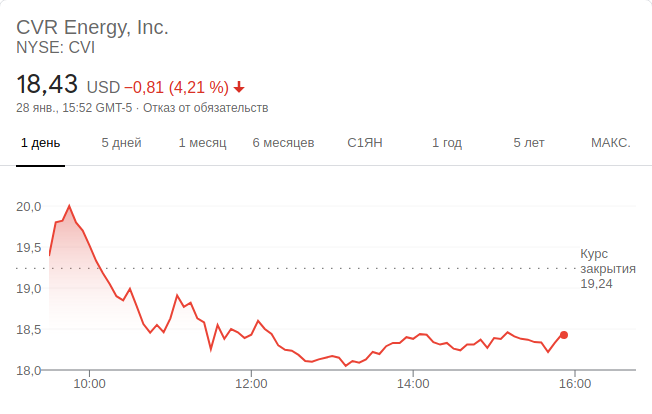 CVR Energy, Inc.
NYSE: CVI
18,43 USD −0,81 (4,21 %)
28 янв., 15:52 GMT-5 · Отказ от обязательств
1 день 5 дней 1 месяц 6 месяцев С1ЯН 1 год 5 лет МАКС.
20,0
19,5
Курс
закрытия
19,24
19,0
18,5
18,0
10:00 12:00 14:00 16:00